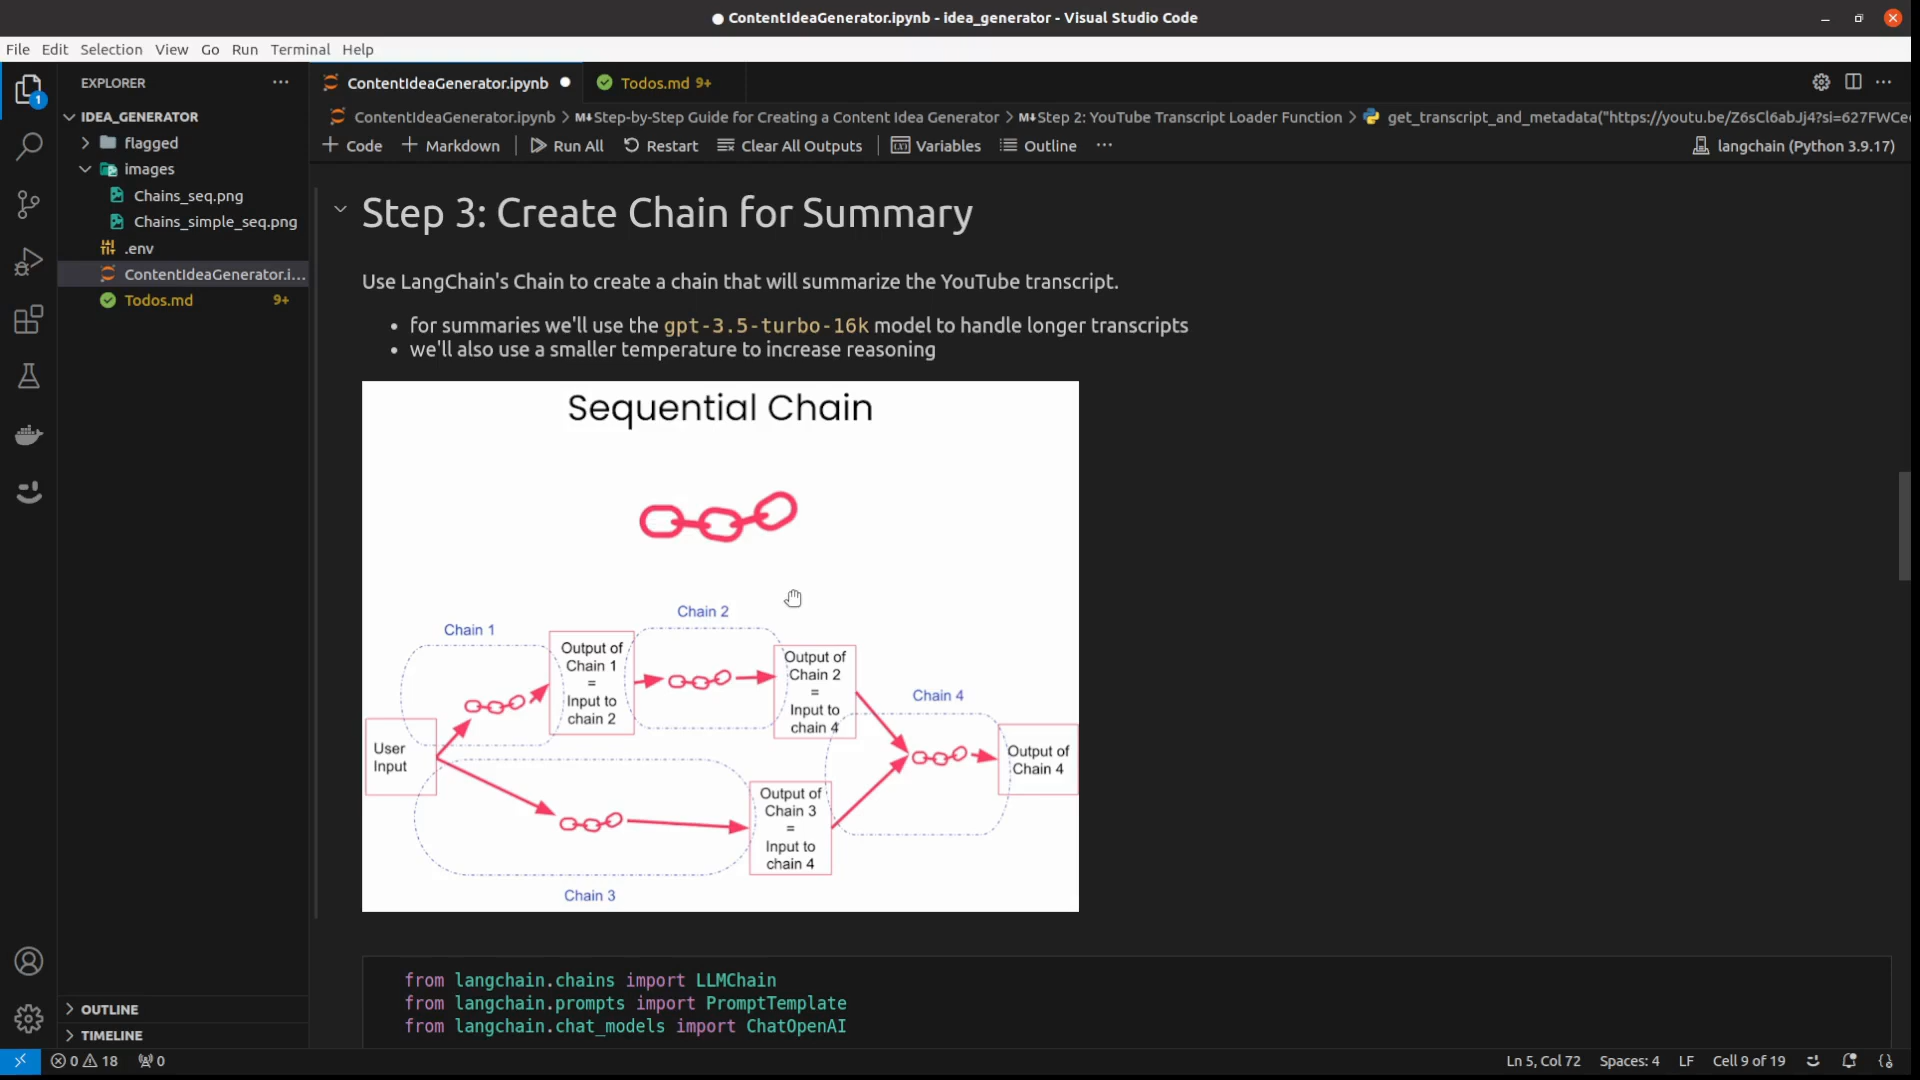 ContentIdeaGenerator.ipynb - idea_generator - Visual Studio Code
File Edit Selection View Go Run Terminal Help
EXPLORER
1
IDEA_GENERATOR
flagged
images
Chains_seq.png
Chains_simple_seq.png
.env
ContentIdeaGenerator.i...
Todos.md 9+
OUTLINE
TIMELINE
ContentIdeaGenerator.ipynb
Todos.md 9+
ContentIdeaGenerator.ipynb > M↓Step-by-Step Guide for Creating a Content Idea Generator > M↓Step 2: YouTube Transcript Loader Function > get_transcript_and_metadata("https://youtu.be/Z6sCl6abJj4?si=627FWCe
+ Code + Markdown Run All Restart Clear All Outputs Variables Outline ... langchain (Python 3.9.17)
Step 3: Create Chain for Summary
Use LangChain's Chain to create a chain that will summarize the YouTube transcript.
• for summaries we'll use the gpt-3.5-turbo-16k model to handle longer transcripts
• we'll also use a smaller temperature to increase reasoning
Sequential Chain
Chain 1
Chain 2
Output of
Chain 1
=
Input to
chain 2
Output of
Chain 2
=
Input to
chain 4
Chain 4
User
Input
Output of
Chain 4
Output of
Chain 3
=
Input to
chain 4
Chain 3
from langchain.chains import LLMChain
from langchain.prompts import PromptTemplate
from langchain.chat_models import ChatOpenAI
0 18 0 Ln 5, Col 72 Spaces: 4 LF Cell 9 of 19